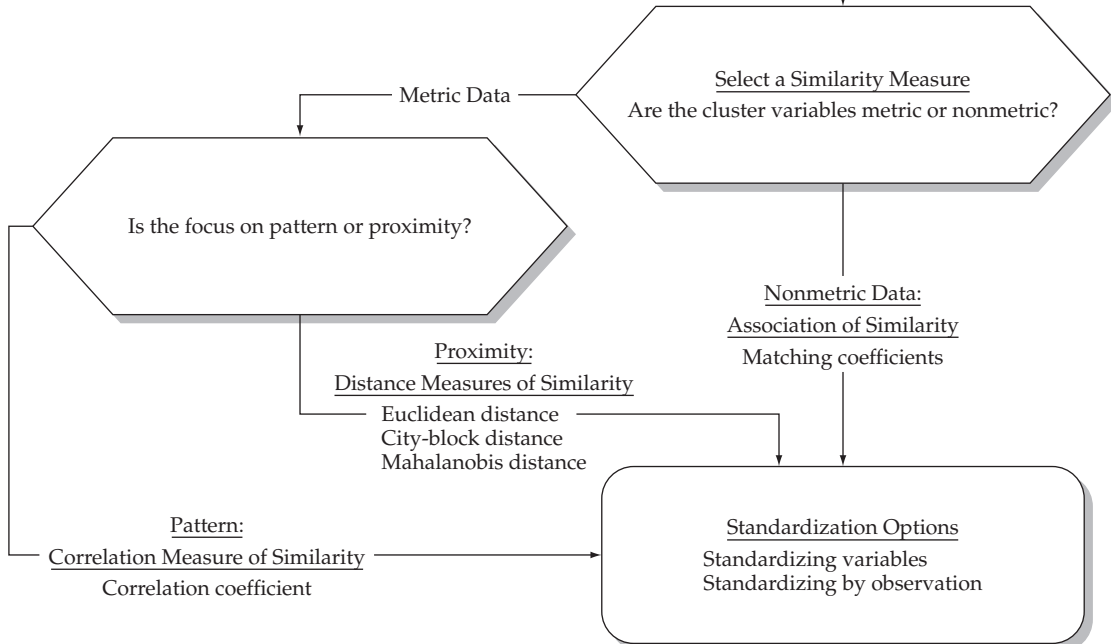 Select a Similarity Measure
Are the cluster variables metric or nonmetric?
Metric Data
Is the focus on pattern or proximity?
Nonmetric Data:
Association of Similarity
Matching coefficients
Proximity:
Distance Measures of Similarity
Euclidean distance
City-block distance
Mahalanobis distance
Pattern:
Correlation Measure of Similarity
Correlation coefficient
Standardization Options
Standardizing variables
Standardizing by observation